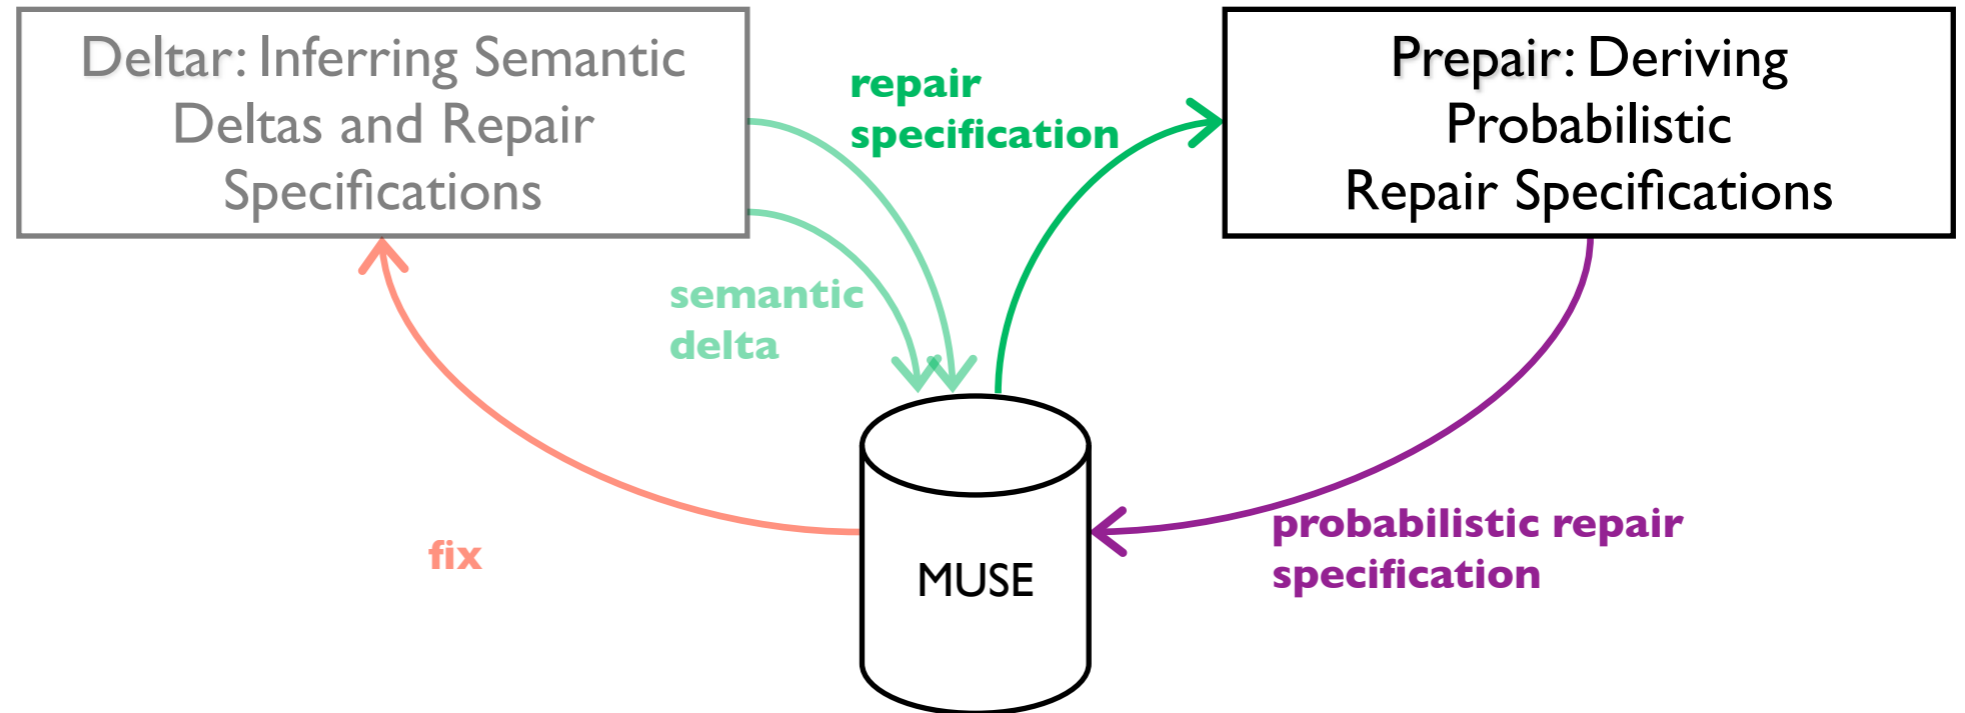 Deltar: Inferring Semantic
Deltas and Repair
Specifications
repair
specification
Prepair: Deriving
Probabilistic
Repair Specifications
semantic
delta
fix
MUSE
probabilistic repair
specification